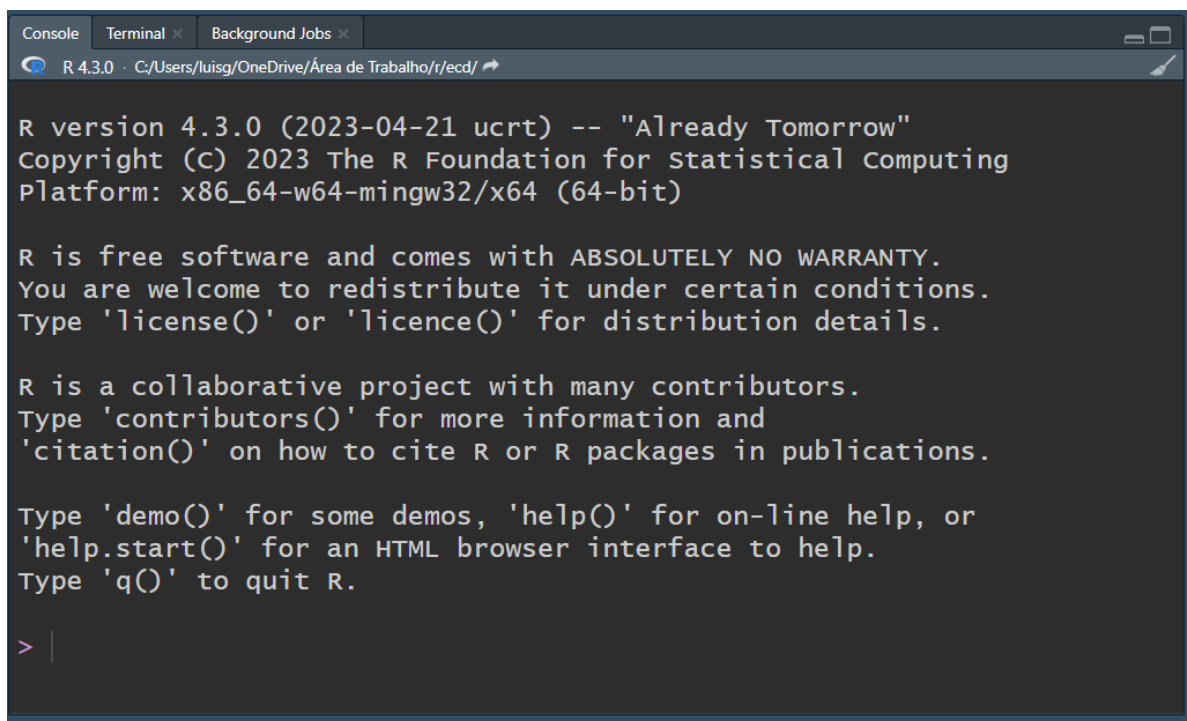 Console Terminal × Background Jobs ×
R 4.3.0 · C:/Users/luisg/OneDrive/Área de Trabalho/r/ecd/
R version 4.3.0 (2023-04-21 ucrt) -- "Already Tomorrow"
Copyright (C) 2023 The R Foundation for Statistical Computing
Platform: x86_64-w64-mingw32/x64 (64-bit)
R is free software and comes with ABSOLUTELY NO WARRANTY.
You are welcome to redistribute it under certain conditions.
Type 'license()' or 'licence()' for distribution details.
R is a collaborative project with many contributors.
Type 'contributors()' for more information and
'citation()' on how to cite R or R packages in publications.
Type 'demo()' for some demos, 'help()' for on-line help, or
'help.start()' for an HTML browser interface to help.
Type 'q()' to quit R.
>